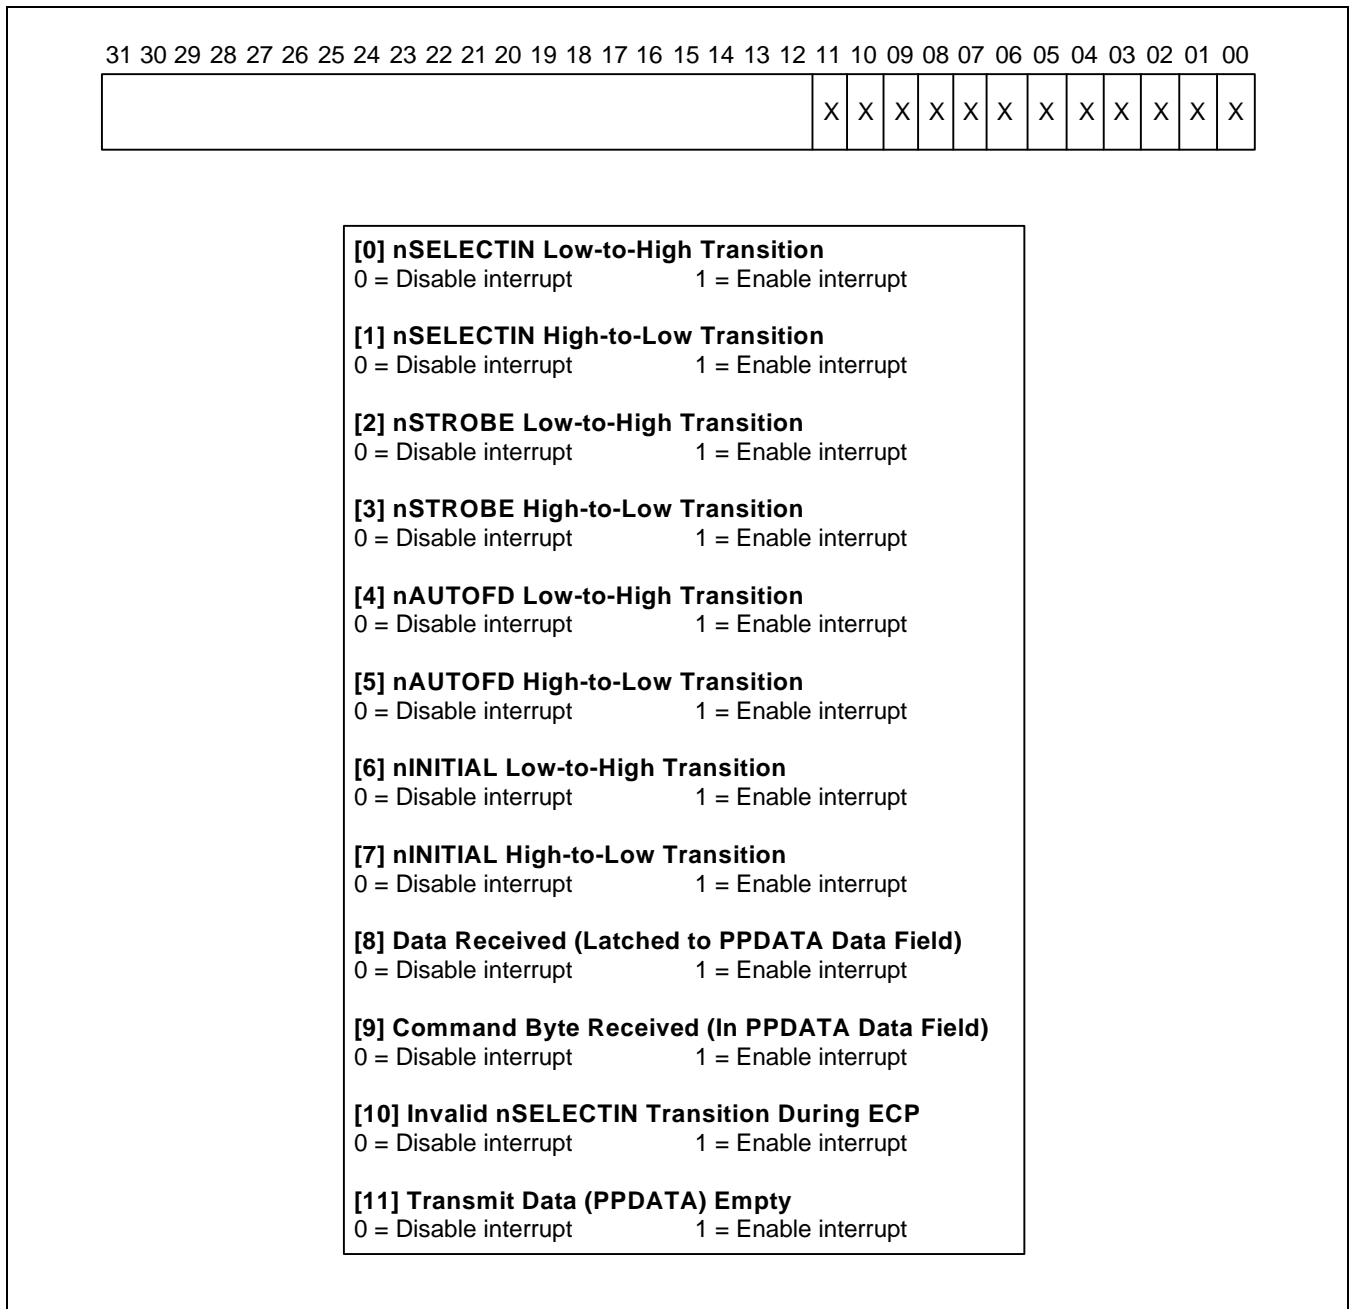 31 30 29 28 27 26 25 24 23 22 21 20 19 18 17 16 15 14 13 12 11 10 09 08 07 06 05 04 03 02 01 00
X X X X X X X X X X X X
[0] nSELECTIN Low-to-High Transition
0 = Disable interrupt 1 = Enable interrupt
[1] nSELECTIN High-to-Low Transition
0 = Disable interrupt 1 = Enable interrupt
[2] nSTROBE Low-to-High Transition
0 = Disable interrupt 1 = Enable interrupt
[3] nSTROBE High-to-Low Transition
0 = Disable interrupt 1 = Enable interrupt
[4] nAUTOFD Low-to-High Transition
0 = Disable interrupt 1 = Enable interrupt
[5] nAUTOFD High-to-Low Transition
0 = Disable interrupt 1 = Enable interrupt
[6] nINITIAL Low-to-High Transition
0 = Disable interrupt 1 = Enable interrupt
[7] nINITIAL High-to-Low Transition
0 = Disable interrupt 1 = Enable interrupt
[8] Data Received (Latched to PPDATA Data Field)
0 = Disable interrupt 1 = Enable interrupt
[9] Command Byte Received (In PPDATA Data Field)
0 = Disable interrupt 1 = Enable interrupt
[10] Invalid nSELECTIN Transition During ECP
0 = Disable interrupt 1 = Enable interrupt
[11] Transmit Data (PPDATA) Empty
0 = Disable interrupt 1 = Enable interrupt